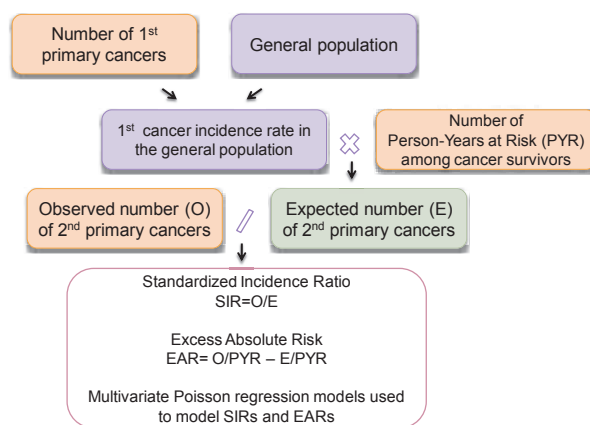 Number of 1st
primary cancers
General population
1st cancer incidence rate in
the general population
Number of
Person-Years at Risk (PYR)
among cancer survivors
Observed number (O)
of 2nd primary cancers
Expected number (E)
of 2nd primary cancers
Standardized Incidence Ratio
SIR=O/E
Excess Absolute Risk
EAR= O/PYR – E/PYR
Multivariate Poisson regression models used
to model SIRs and EARs